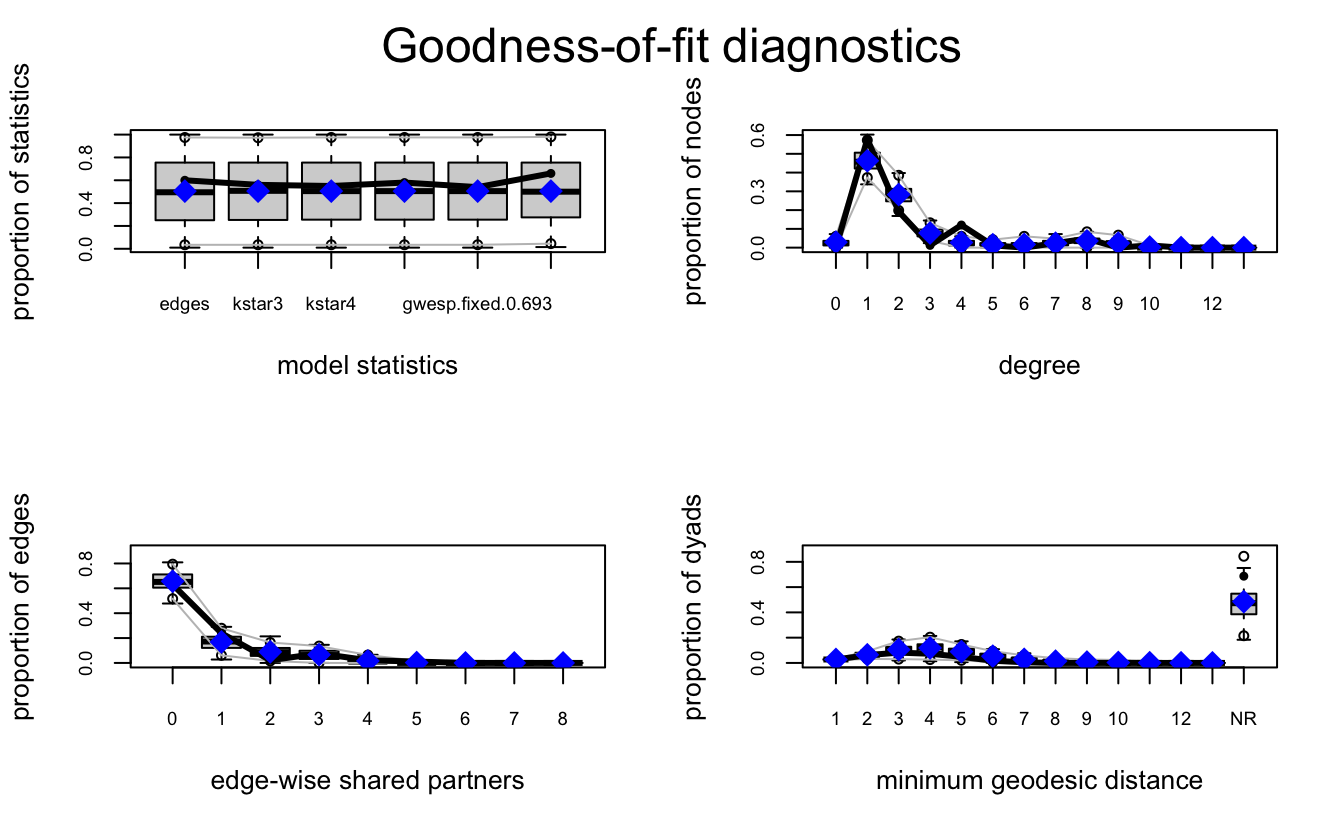 Goodness-of-fit diagnostics
proportion of statistics
0.0 0.4 0.8
edges kstar3 kstar4 gwesp.fixed.0.693
model statistics
proportion of nodes
0.0 0.3 0.6
0 1 2 3 4 5 6 7 8 9 10 12
degree
proportion of edges
0.0 0.4 0.8
0 1 2 3 4 5 6 7 8
edge-wise shared partners
proportion of dyads
0.0 0.4 0.8
1 2 3 4 5 6 7 8 9 10 12 NR
minimum geodesic distance